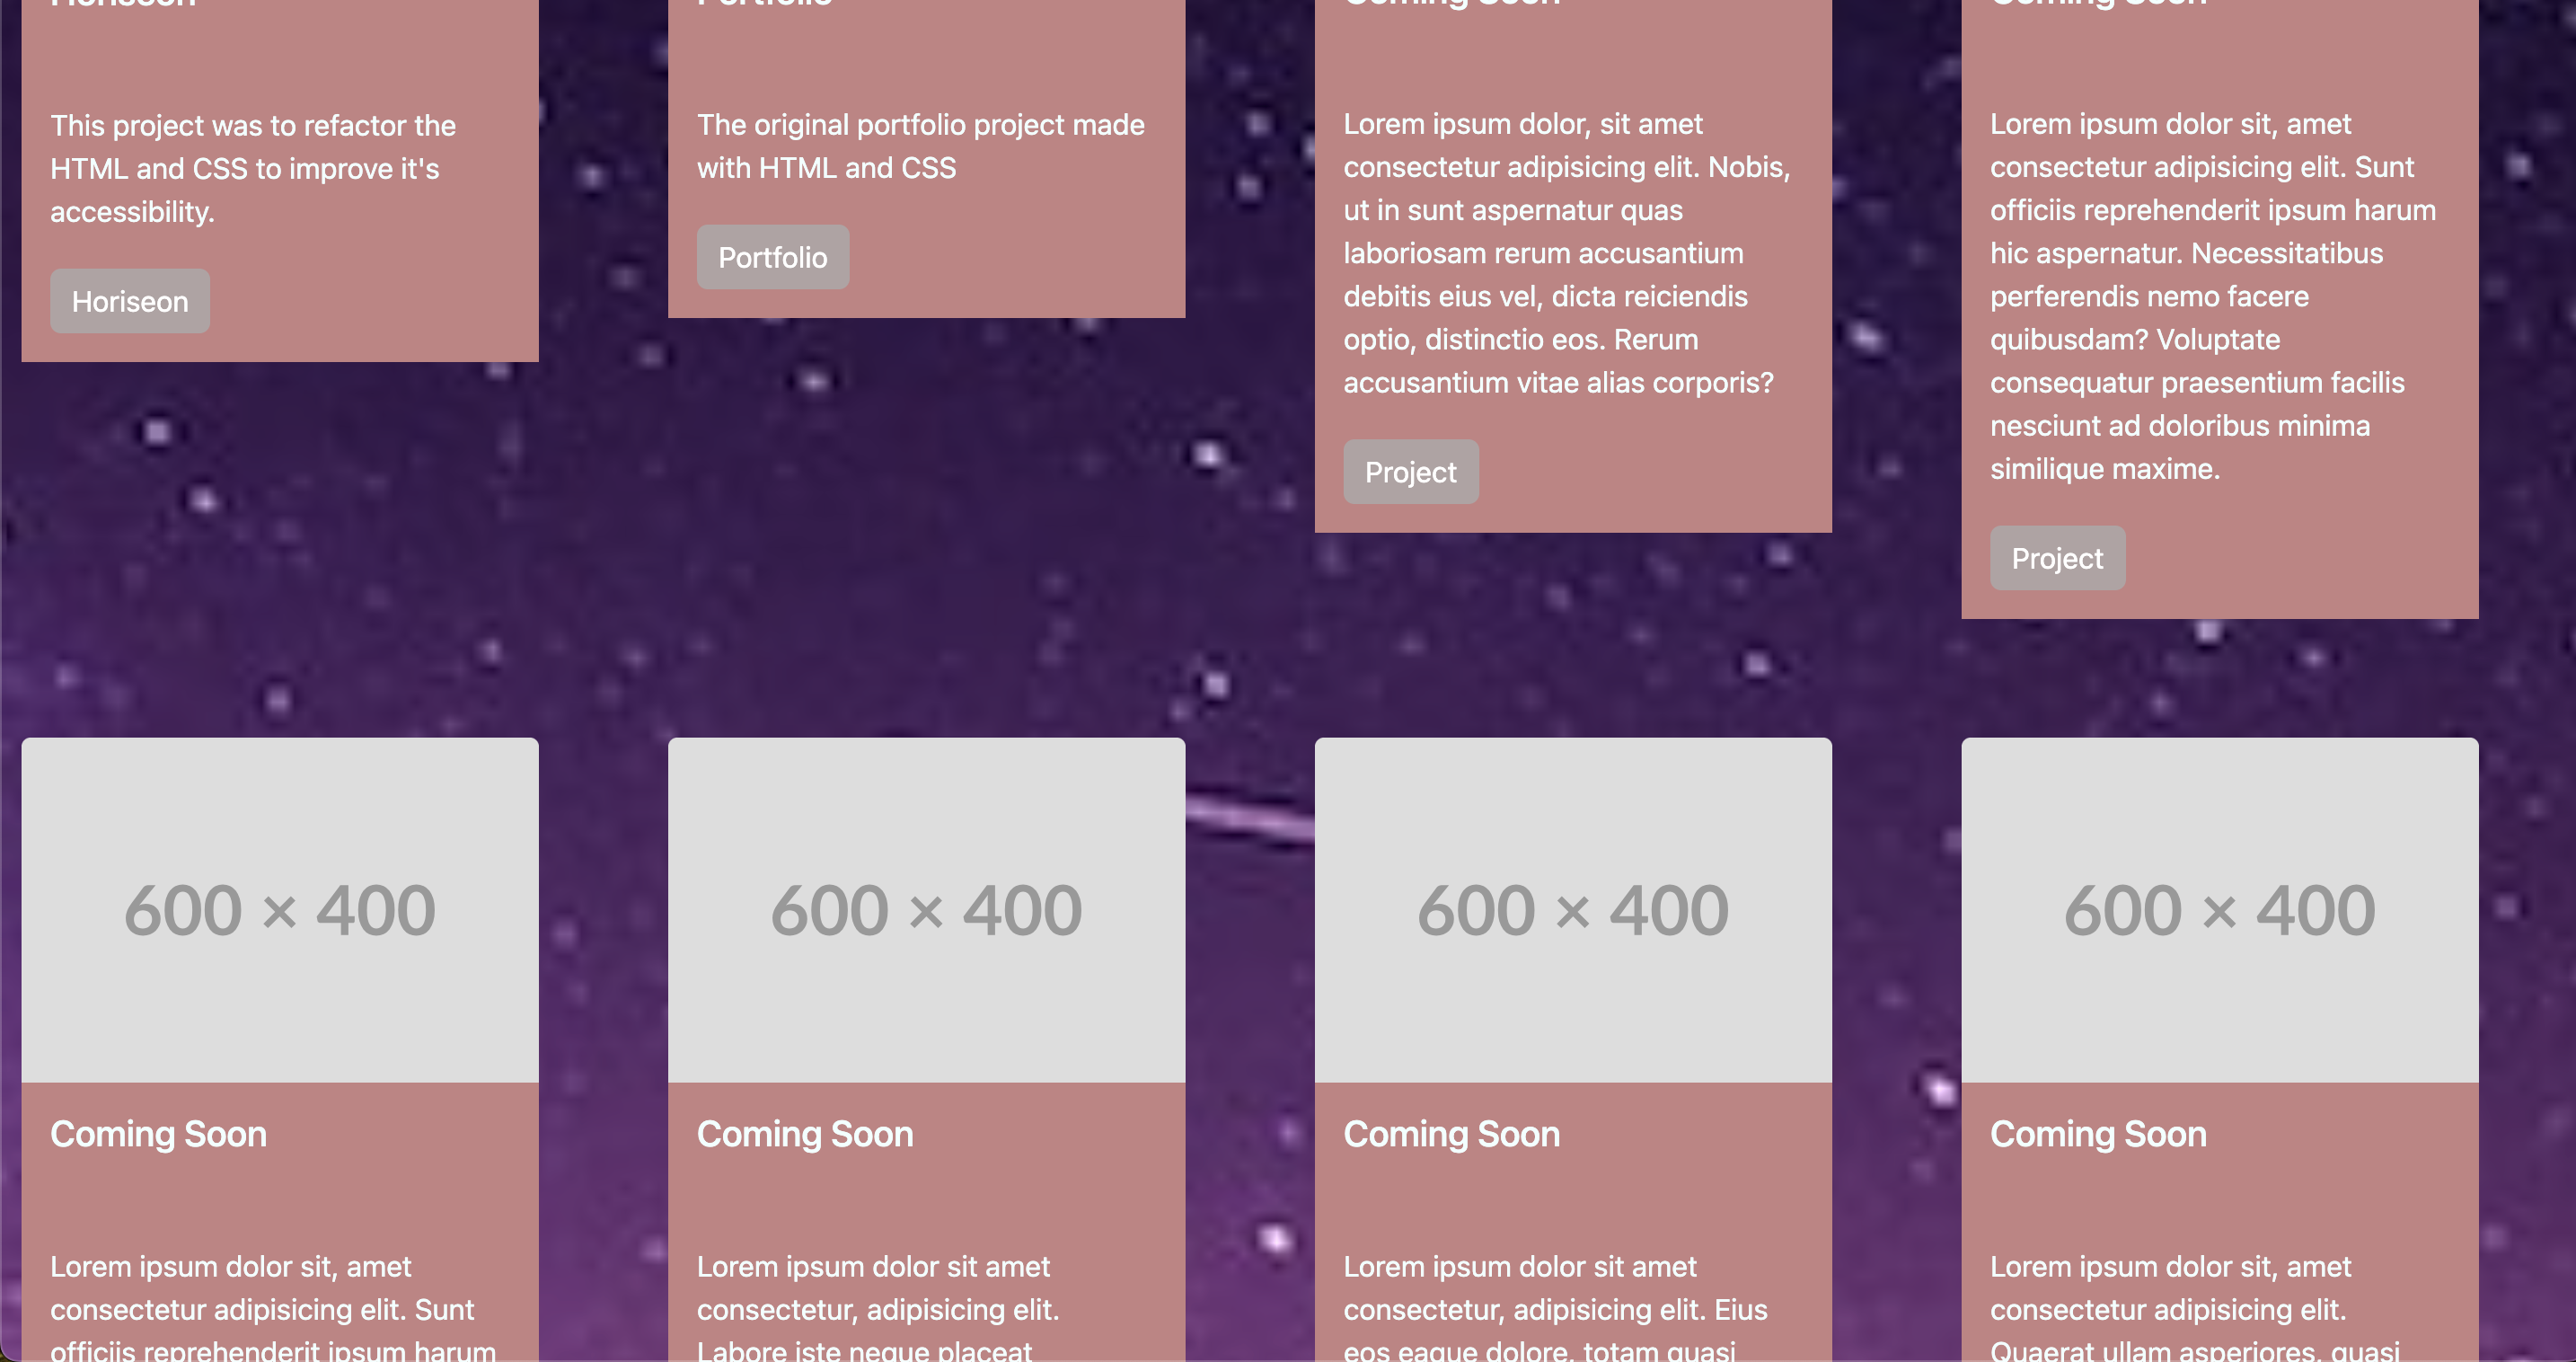 Horiseon
This project was to refactor the
HTML and CSS to improve it's
accessibility.
Horiseon
Portfolio
The original portfolio project made
with HTML and CSS
Portfolio
Coming Soon
Lorem ipsum dolor, sit amet
consectetur adipisicing elit. Nobis,
ut in sunt aspernatur quas
laboriosam rerum accusantium
debitis eius vel, dicta reiciendis
optio, distinctio eos. Rerum
accusantium vitae alias corporis?
Project
Coming Soon
Lorem ipsum dolor sit, amet
consectetur adipisicing elit. Sunt
officiis reprehenderit ipsum harum
hic aspernatur. Necessitatibus
perferendis nemo facere
quibusdam? Voluptate
consequatur praesentium facilis
nesciunt ad doloribus minima
similique maxime.
Project
600 × 400
Coming Soon
Lorem ipsum dolor sit, amet
consectetur adipisicing elit. Sunt
officiis reprehenderit ipsum harum
600 × 400
Coming Soon
Lorem ipsum dolor sit amet
consectetur, adipisicing elit.
Labore iste neque placeat
600 × 400
Coming Soon
Lorem ipsum dolor sit amet
consectetur, adipisicing elit. Eius
eos eaque dolore, totam quasi
600 × 400
Coming Soon
Lorem ipsum dolor sit, amet
consectetur adipisicing elit.
Quaerat ullam asperiores, quasi